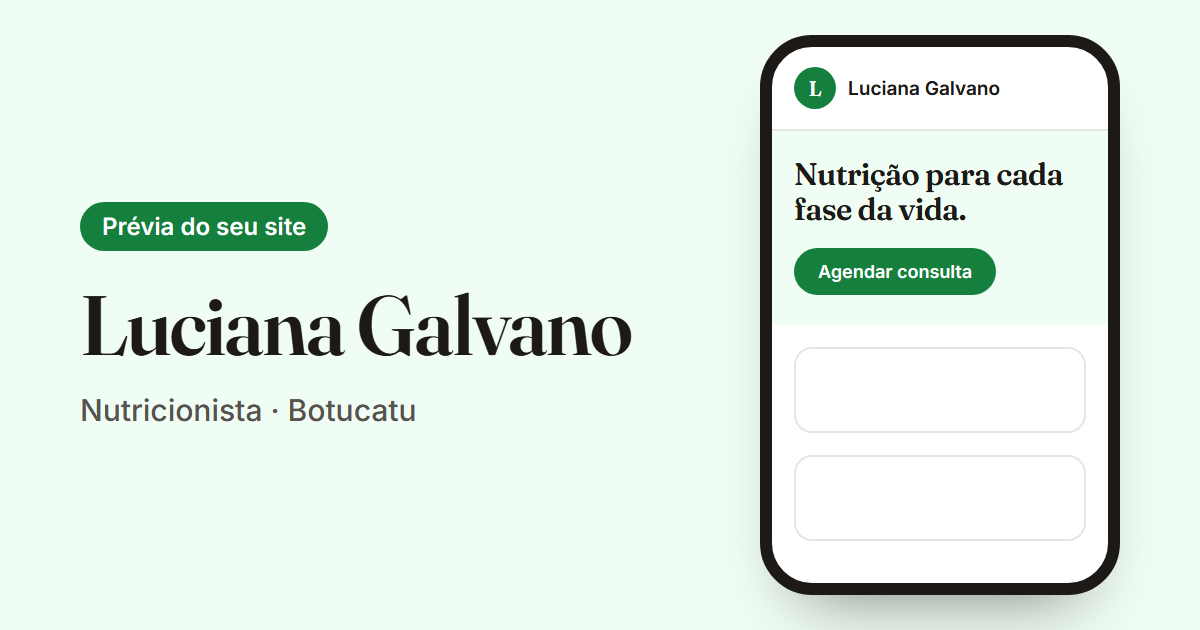 Prévia do seu site
Luciana Galvano
Nutricionista · Botucatu
L
Luciana Galvano
Nutrição para cada
fase da vida.
Agendar consulta